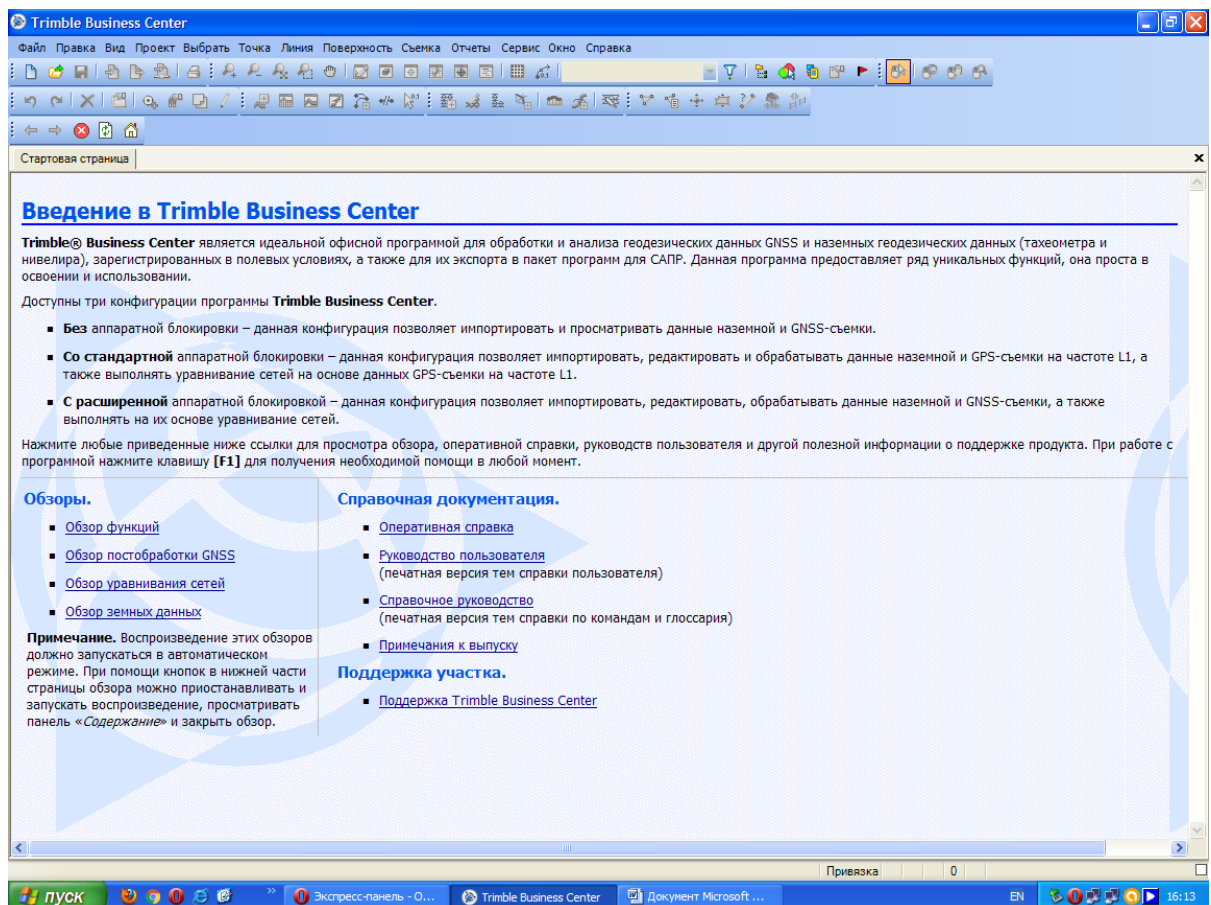 Trimble Business Center
Файл Правка Вид Проект Выбрать Точка Линия Поверхность Съемка Отчеты Сервис Окно Справка
Стартовая страница
Введение в Trimble Business Center
Trimble® Business Center является идеальной офисной программой для обработки и анализа геодезических данных GNSS и наземных геодезических данных (тахеометра и
нивелира), зарегистрированных в полевых условиях, а также для их экспорта в пакет программ для САПР. Данная программа предоставляет ряд уникальных функций, она проста в
освоении и использовании.
Доступны три конфигурации программы Trimble Business Center.
Без аппаратной блокировки – данная конфигурация позволяет импортировать и просматривать данные наземной и GNSS-съемки.
Со стандартной аппаратной блокировки – данная конфигурация позволяет импортировать, редактировать и обрабатывать данные наземной и GPS-съемки на частоте L1, а
также выполнять уравнивание сетей на основе данных GPS-съемки на частоте L1.
С расширенной аппаратной блокировкой – данная конфигурация позволяет импортировать, редактировать, обрабатывать данные наземной и GNSS-съемки, а также
выполнять на их основе уравнивание сетей.
Нажмите любые приведенные ниже ссылки для просмотра обзора, оперативной справки, руководств пользователя и другой полезной информации о поддержке продукта. При работе с
программой нажмите клавишу [F1] для получения необходимой помощи в любой момент.
Обзоры.
Обзор функций
Обзор постобработки GNSS
Обзор уравнивания сетей
Обзор земных данных
Примечание. Воспроизведение этих обзоров
должно запускаться в автоматическом
режиме. При помощи кнопок в нижней части
страницы обзора можно приостанавливать и
запускать воспроизведение, просматривать
панель «Содержание» и закрыть обзор.
Справочная документация.
Оперативная справка
Руководство пользователя
(печатная версия тем справки пользователя)
Справочное руководство
(печатная версия тем справки по командам и глоссария)
Примечания к выпуску
Поддержка участка.
Поддержка Trimble Business Center
Привязка 0
пуск Экспресс-панель - О... Trimble Business Center Документ Microsoft ... EN 16:13